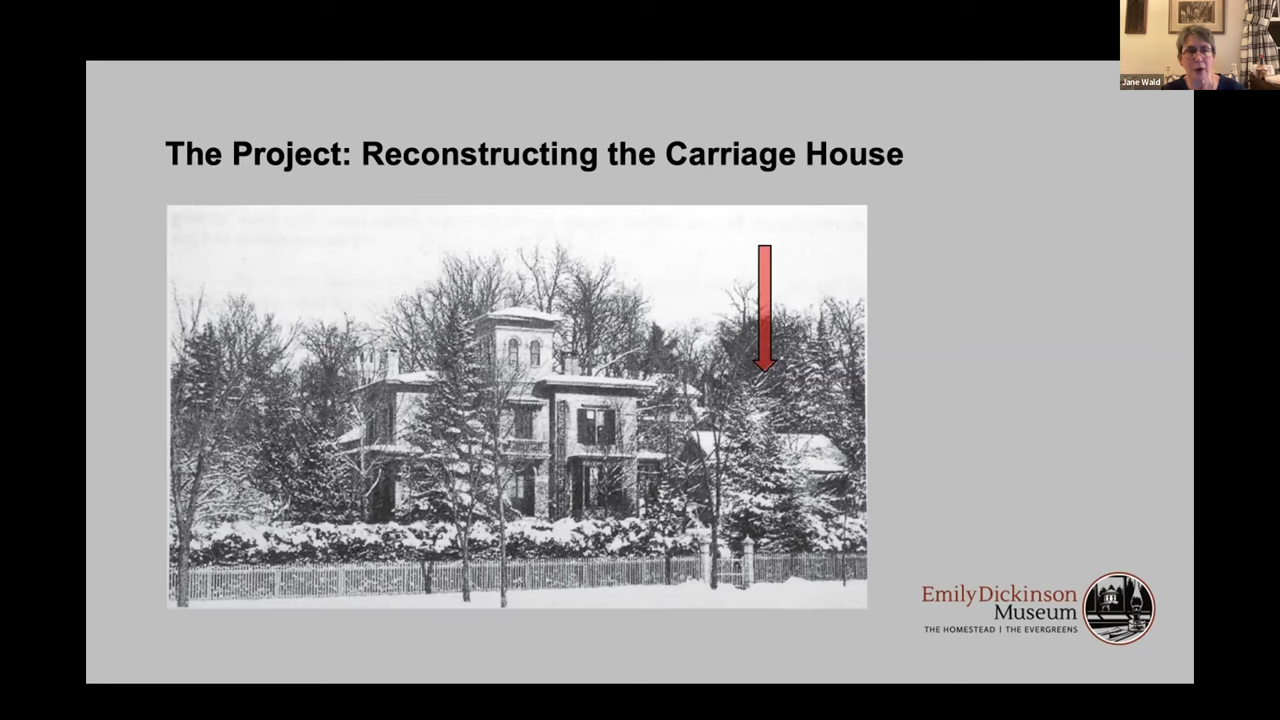 Jane Wald
The Project: Reconstructing the Carriage House
Emily Dickinson
Museum
THE HOMESTEAD | THE EVERGREENS